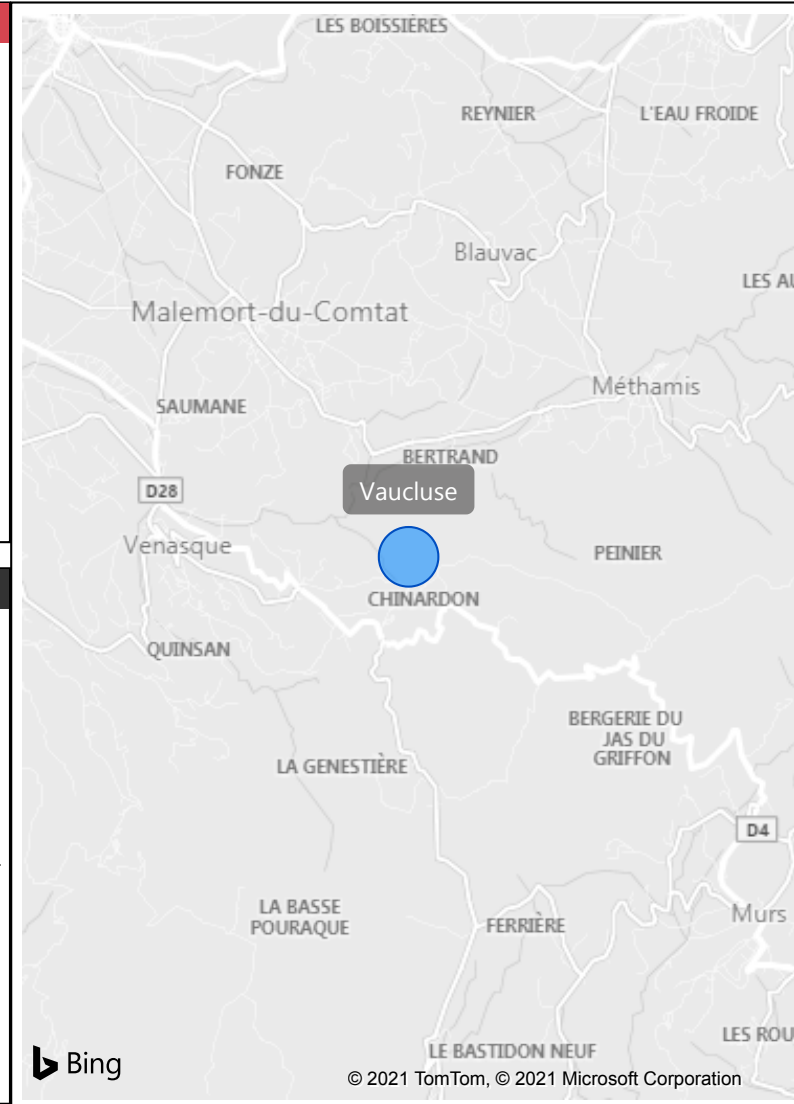 LES BOISSIÈRES
REYNIER
L'EAU FROIDE
FONZE
Blauvac
LES AU
Malemort-du-Comtat
Méthamis
SAUMANE
BERTRAND
D28
Vaucluse
Venasque
PEINIER
CHINARDON
QUINSAN
BERGERIE DU
JAS DU
GRIFFON
LA GENESTIÈRE
D4
LA BASSE
POURAQUE
FERRIÈRE
Murs
LES ROU
LE BASTIDON NEUF
Bing
© 2021 TomTom, © 2021 Microsoft Corporation